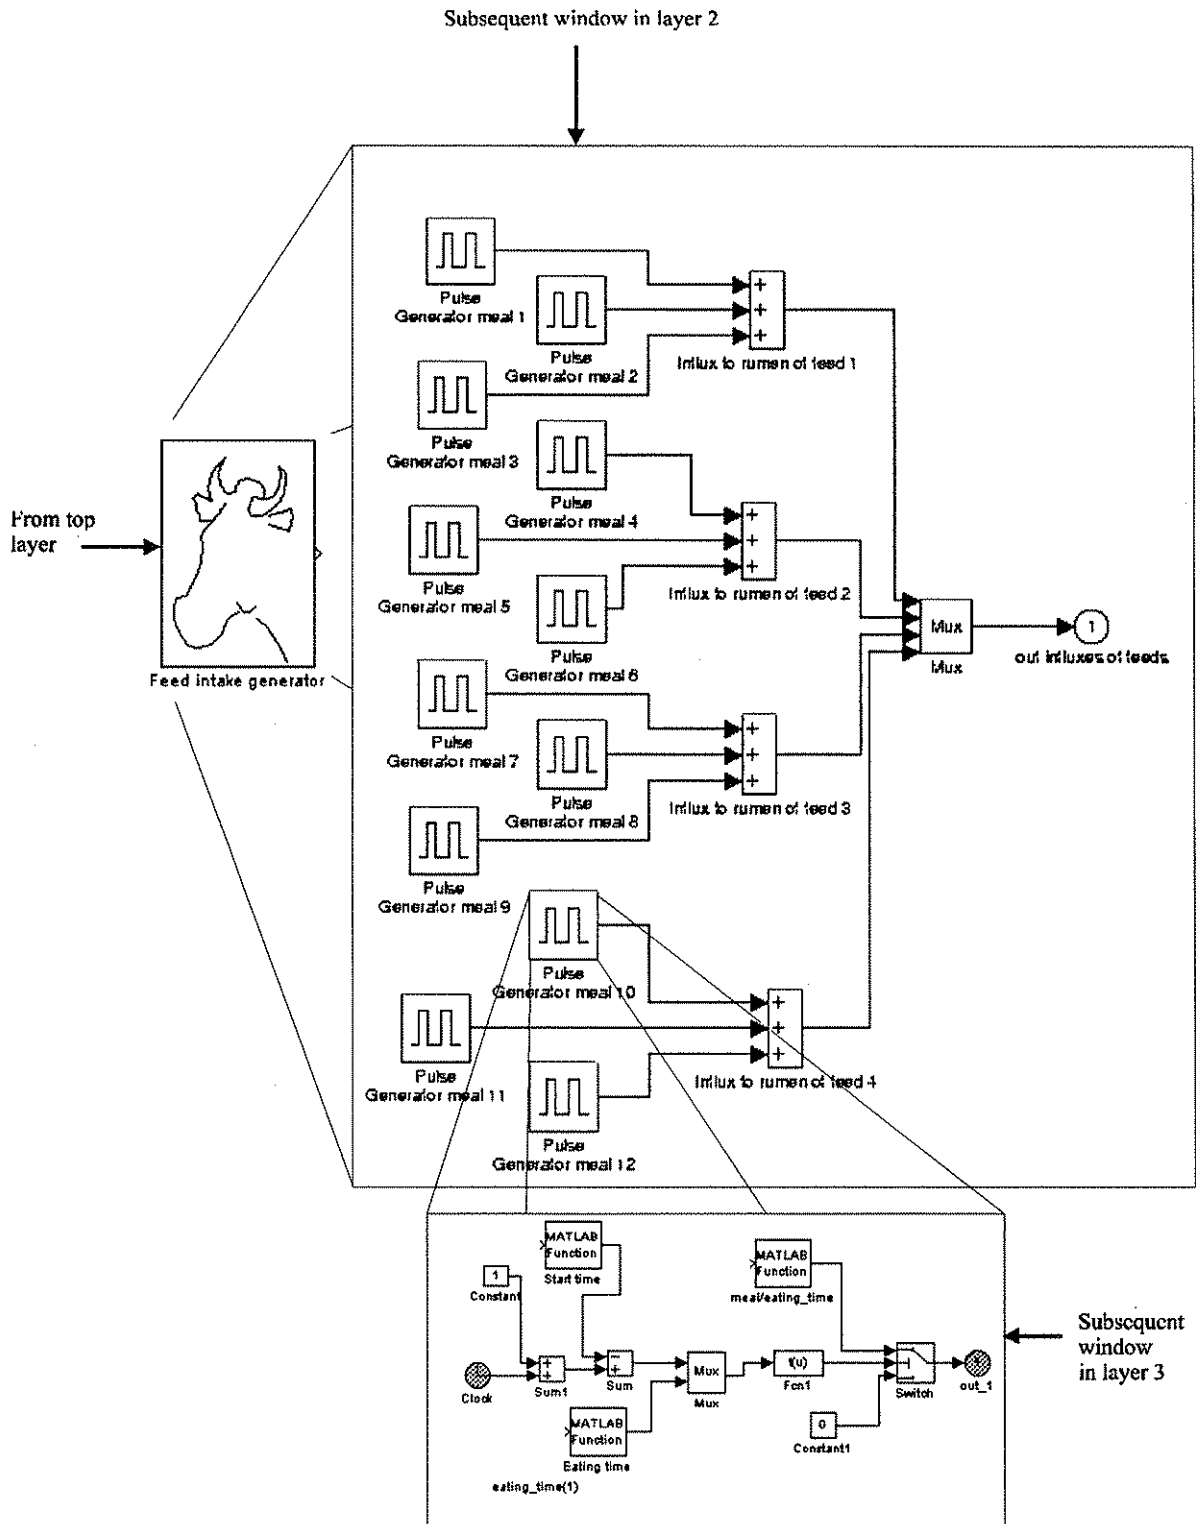 Subsequent window in layer 2
Pulse
Generator meal 1
Pulse
Generator meal 2
+
+
+
Influx to rumen of feed 1
Pulse
Generator meal 3
Pulse
Generator meal 4
From top
layer
Feed intake generator
Pulse
Generator meal 5
+
+
+
Influx to rumen of feed 2
Pulse
Generator meal 6
Mux
Mux
1
out influxes of feeds
Pulse
Generator meal 7
Pulse
Generator meal 8
+
+
+
Influx to rumen of feed 3
Pulse
Generator meal 9
Pulse
Generator meal 10
+
+
+
Influx to rumen of feed 4
Pulse
Generator meal 11
Pulse
Generator meal 12
MATLAB
Function
Start time
1
Constant
MATLAB
Function
meal/eating_time
Subsequent
window
in layer 3
Clock
+
+
Sum1
−
+
Sum
Mux
Mux
f(u)
Fcn1
Switch
out_1
MATLAB
Function
Eating time
0
Constant1
eating_time(1)